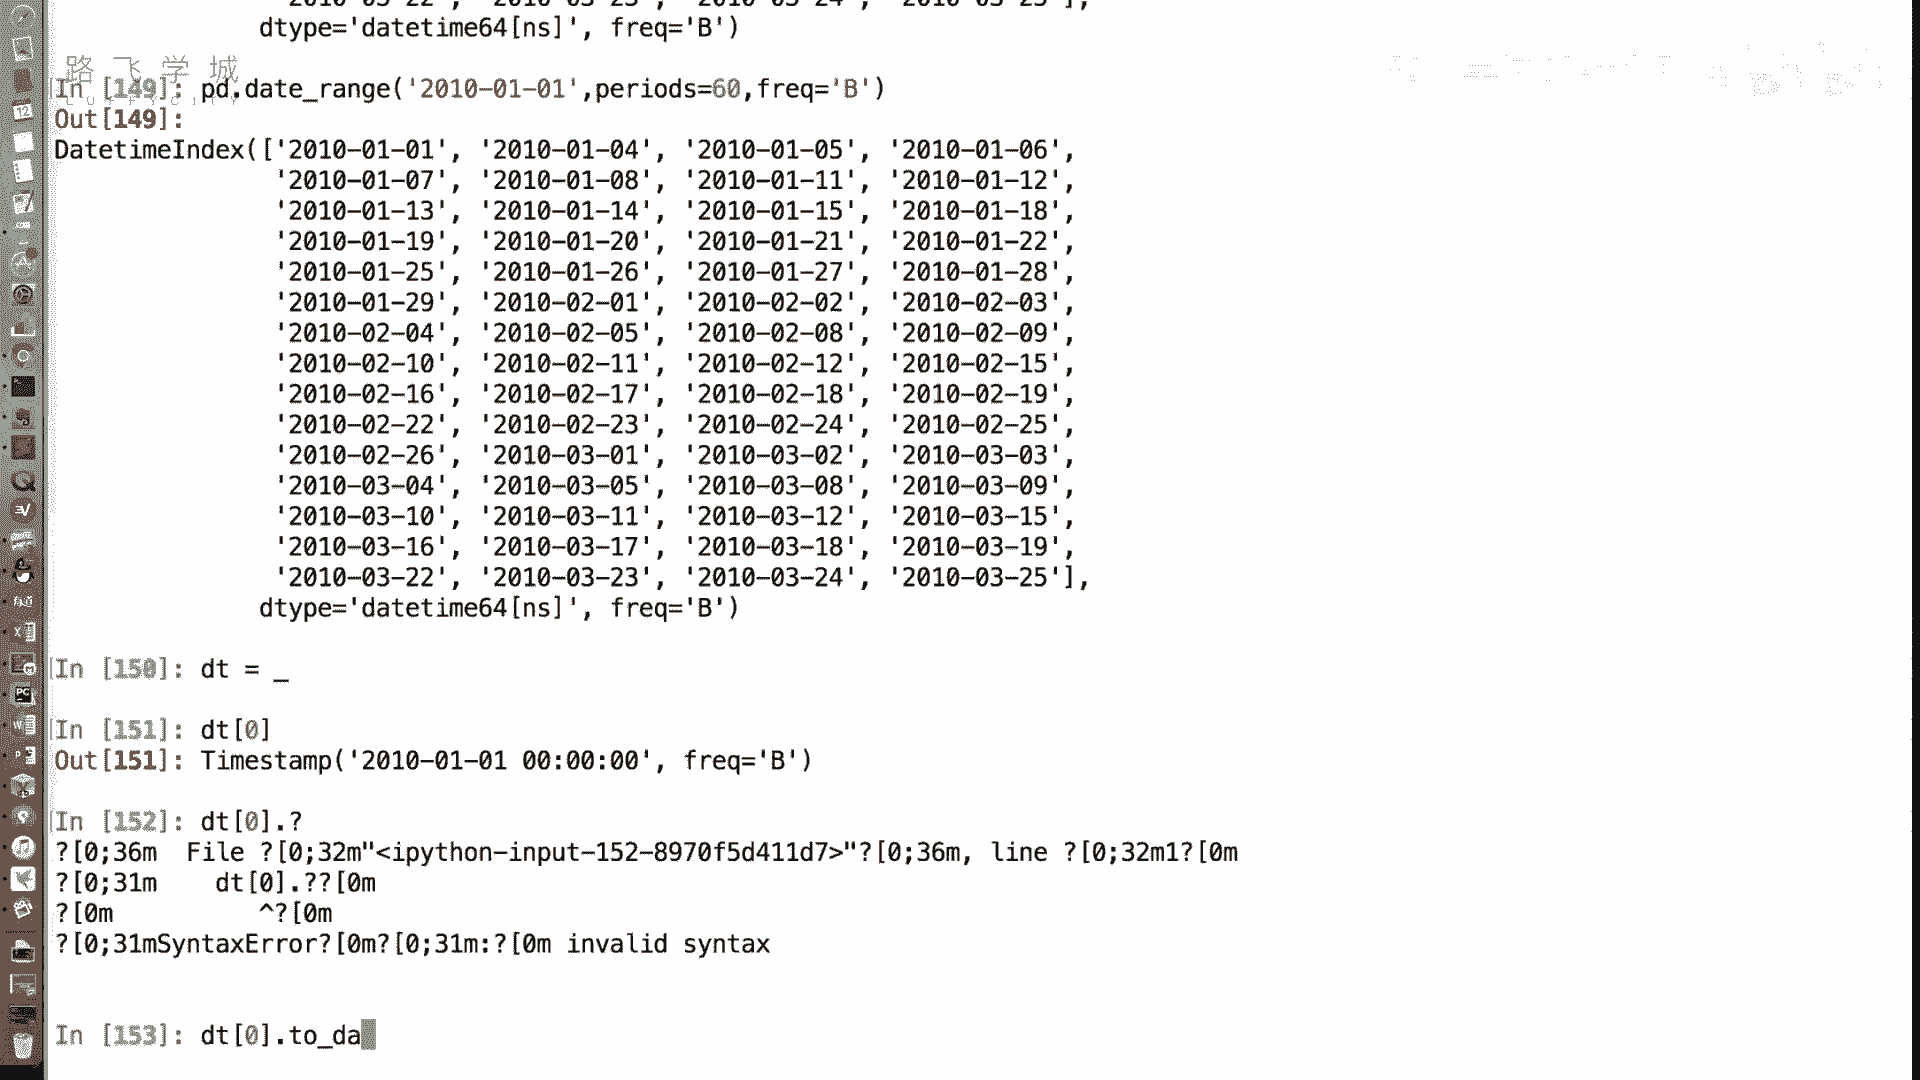 '2010-03-22', '2010-03-23', '2010-03-24', '2010-03-25'],
dtype='datetime64[ns]', freq='B')
路飞学城
In [149]: pd.date_range('2010-01-01',periods=60,freq='B')
Out[149]:
DatetimeIndex(['2010-01-01', '2010-01-04', '2010-01-05', '2010-01-06',
'2010-01-07', '2010-01-08', '2010-01-11', '2010-01-12',
'2010-01-13', '2010-01-14', '2010-01-15', '2010-01-18',
'2010-01-19', '2010-01-20', '2010-01-21', '2010-01-22',
'2010-01-25', '2010-01-26', '2010-01-27', '2010-01-28',
'2010-01-29', '2010-02-01', '2010-02-02', '2010-02-03',
'2010-02-04', '2010-02-05', '2010-02-08', '2010-02-09',
'2010-02-10', '2010-02-11', '2010-02-12', '2010-02-15',
'2010-02-16', '2010-02-17', '2010-02-18', '2010-02-19',
'2010-02-22', '2010-02-23', '2010-02-24', '2010-02-25',
'2010-02-26', '2010-03-01', '2010-03-02', '2010-03-03',
'2010-03-04', '2010-03-05', '2010-03-08', '2010-03-09',
'2010-03-10', '2010-03-11', '2010-03-12', '2010-03-15',
'2010-03-16', '2010-03-17', '2010-03-18', '2010-03-19',
'2010-03-22', '2010-03-23', '2010-03-24', '2010-03-25'],
dtype='datetime64[ns]', freq='B')
In [150]: dt = _
In [151]: dt[0]
Out[151]: Timestamp('2010-01-01 00:00:00', freq='B')
In [152]: dt[0].?
?[0;36m  File ?[0;32m"<ipython-input-152-8970f5d411d7>"?[0;36m, line ?[0;32m1?[0m
?[0;31m    dt[0].??[0m
?[0m          ^?[0m
?[0;31mSyntaxError?[0m?[0;31m:?[0m invalid syntax
In [153]: dt[0].to_da